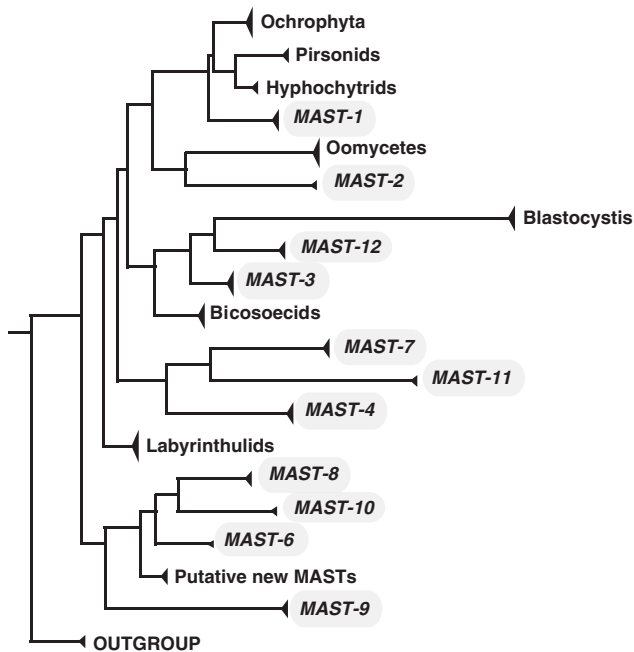 Ochrophyta
Pirsonids
Hyphochytrids
MAST-1
Oomycetes
MAST-2
Blastocystis
MAST-12
MAST-3
Bicosoecids
MAST-7
MAST-11
MAST-4
Labyrinthulids
MAST-8
MAST-10
MAST-6
Putative new MASTs
MAST-9
OUTGROUP